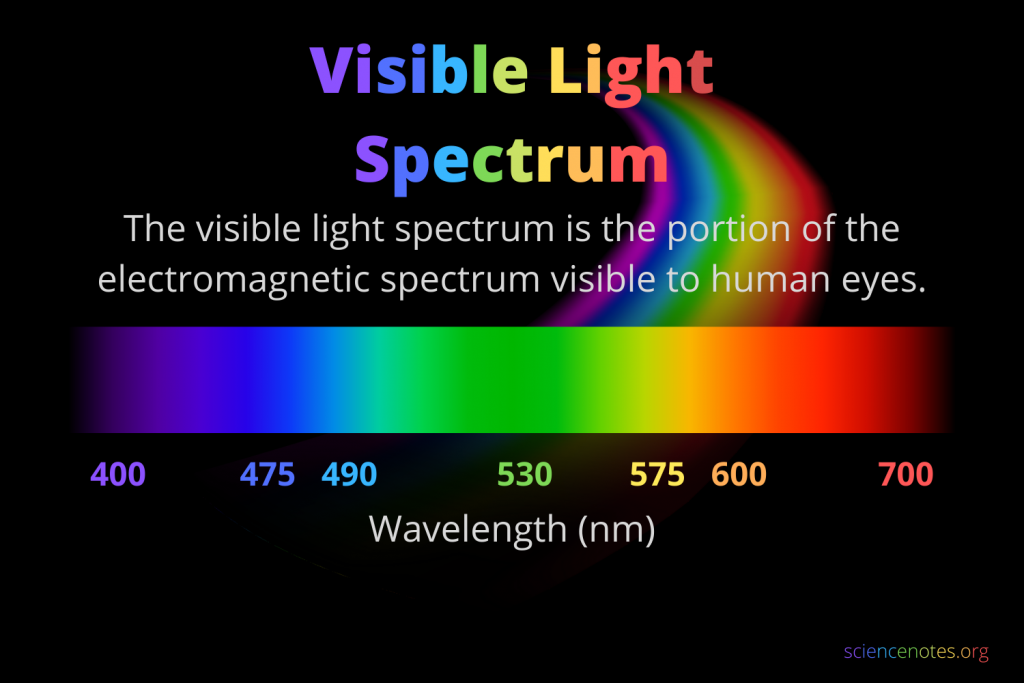 Visible Light
Spectrum
The visible light spectrum is the portion of the
electromagnetic spectrum visible to human eyes.
400 475 490 530 575 600 700
Wavelength (nm)
sciencenotes.org